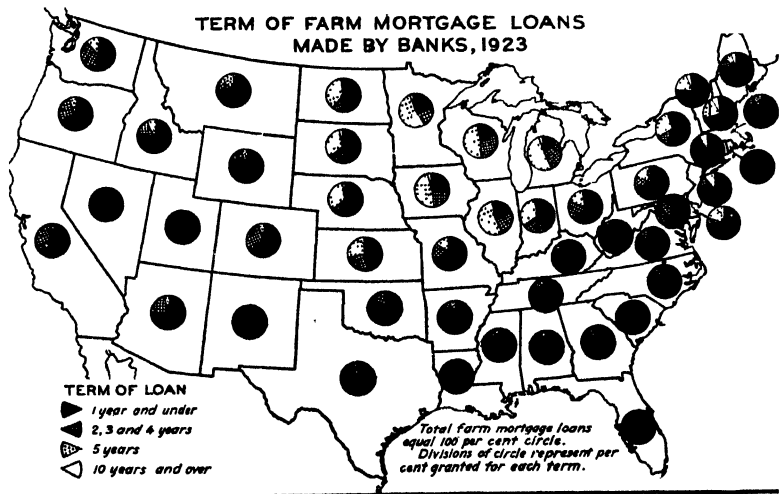 TERM OF FARM MORTGAGE LOANS
MADE BY BANKS, 1923
TERM OF LOAN
1 year and under
2, 3 and 4 years
5 years
10 years and over
Total farm mortgage loans
equal 100 per cent circle.
Divisions of circle represent per
cent granted for each term.